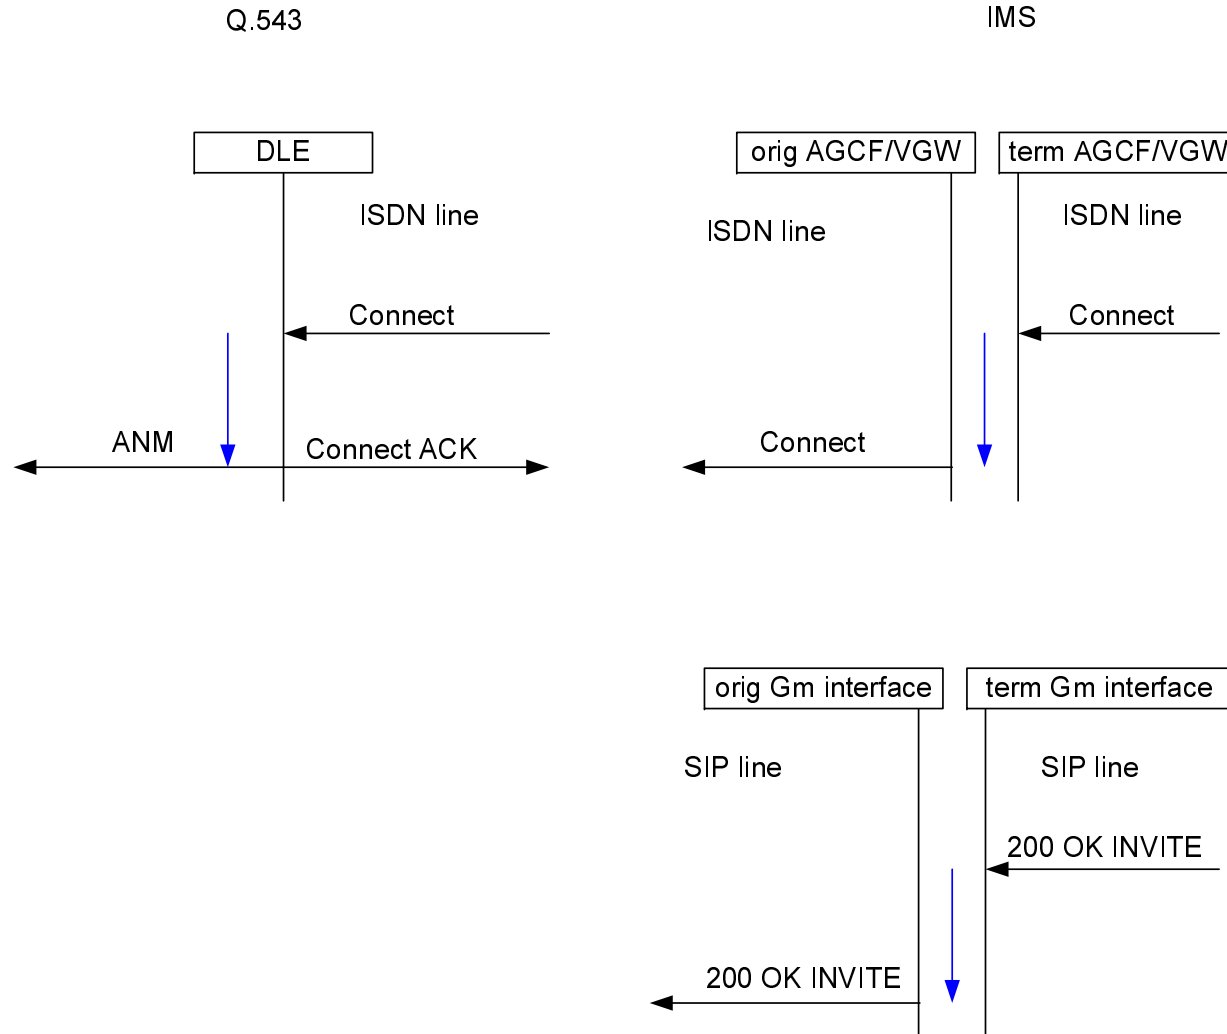 Q.543
IMS
DLE
orig AGCF/VGW
term AGCF/VGW
ISDN line
ISDN line
ISDN line
Connect
Connect
ANM
Connect ACK
Connect
orig Gm interface
term Gm interface
SIP line
SIP line
200 OK INVITE
200 OK INVITE